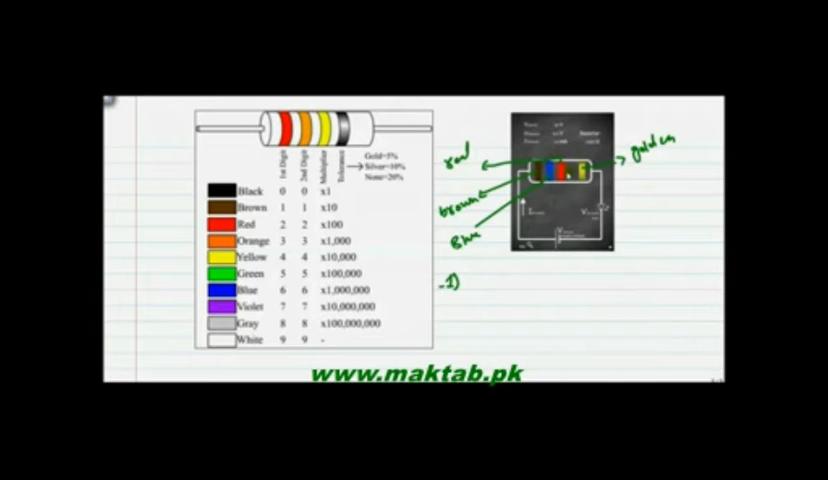 1st Digit
2nd Digit
Multiplier
Tolerance
Gold=5%
Silver=10%
None=20%
Black 0 0 x1
Brown 1 1 x10
Red 2 2 x100
Orange 3 3 x1,000
Yellow 4 4 x10,000
Green 5 5 x100,000
Blue 6 6 x1,000,000
Violet 7 7 x10,000,000
Gray 8 8 x100,000,000
White 9 9 -
red
brown
Blue
golden
-1)
www.maktab.pk